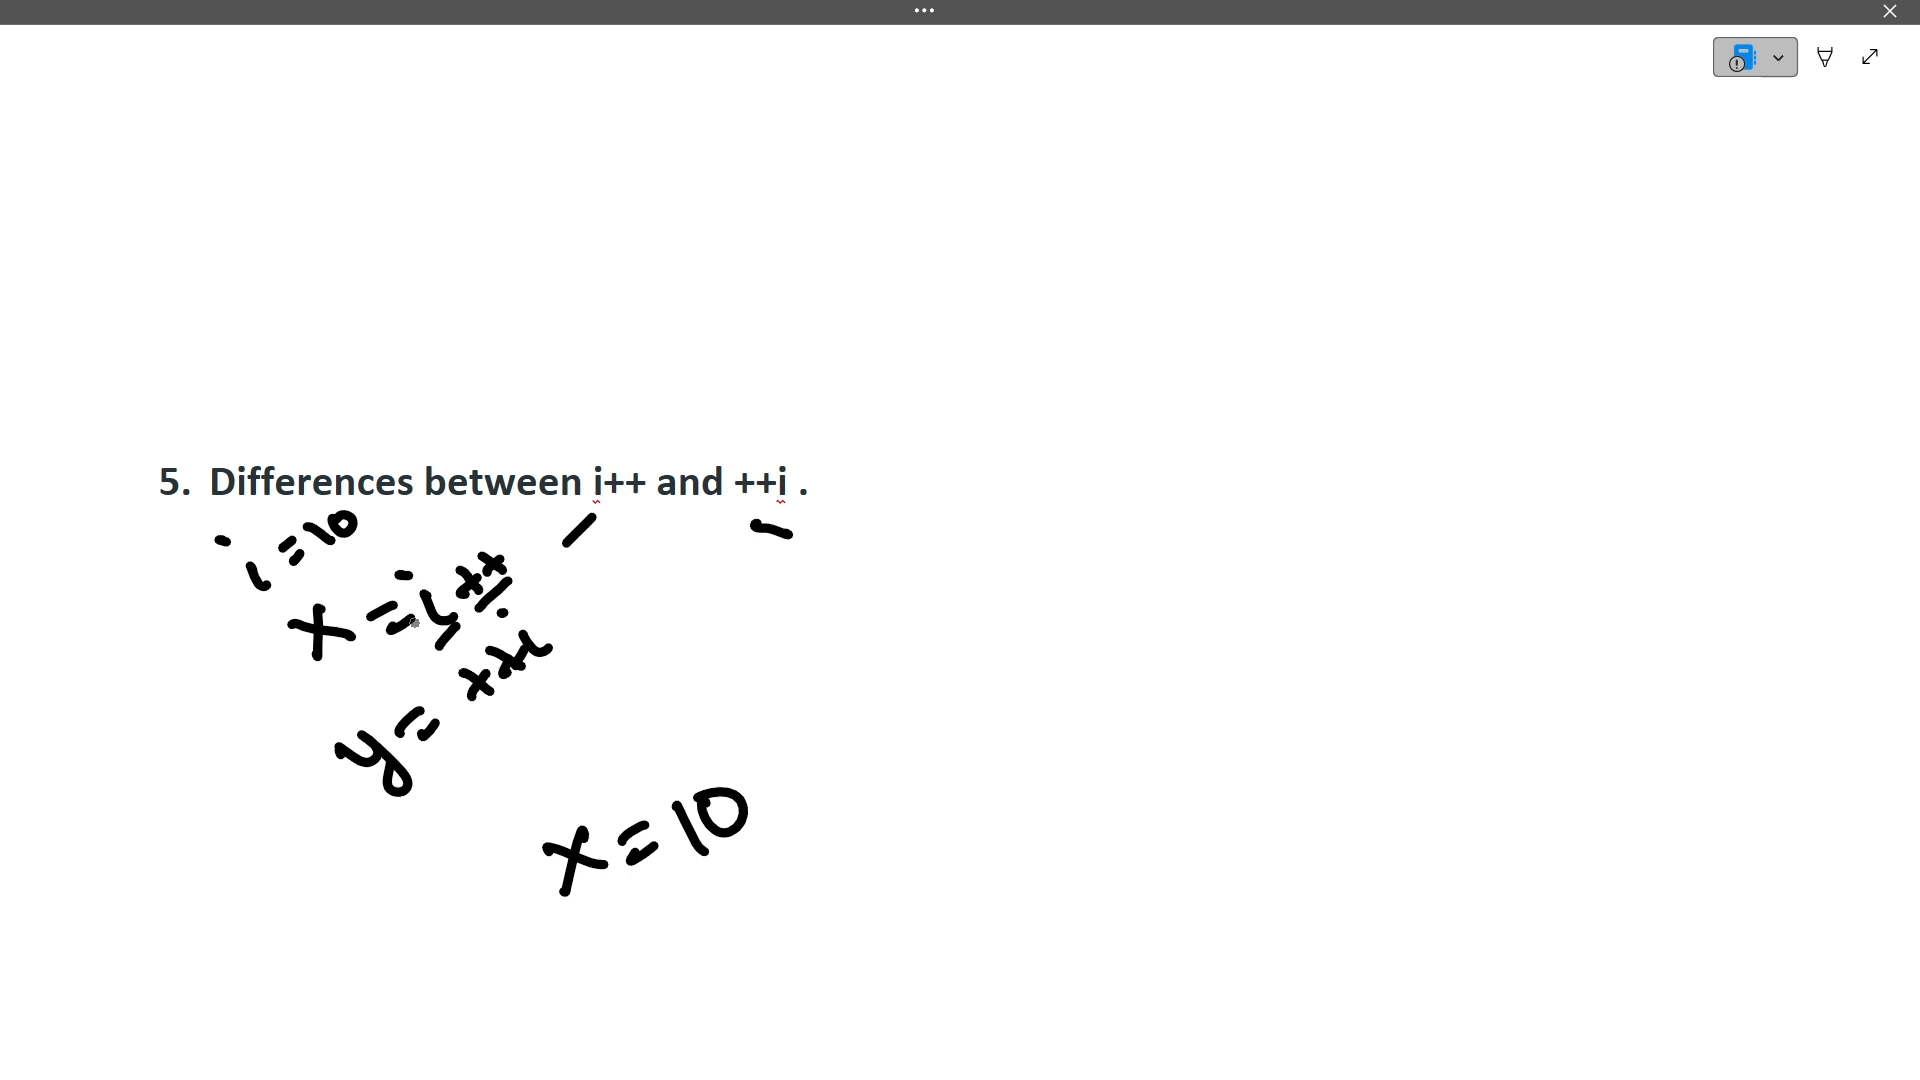 5. Differences between i++ and ++i .
i=10
x=i++
y=++i
x=10